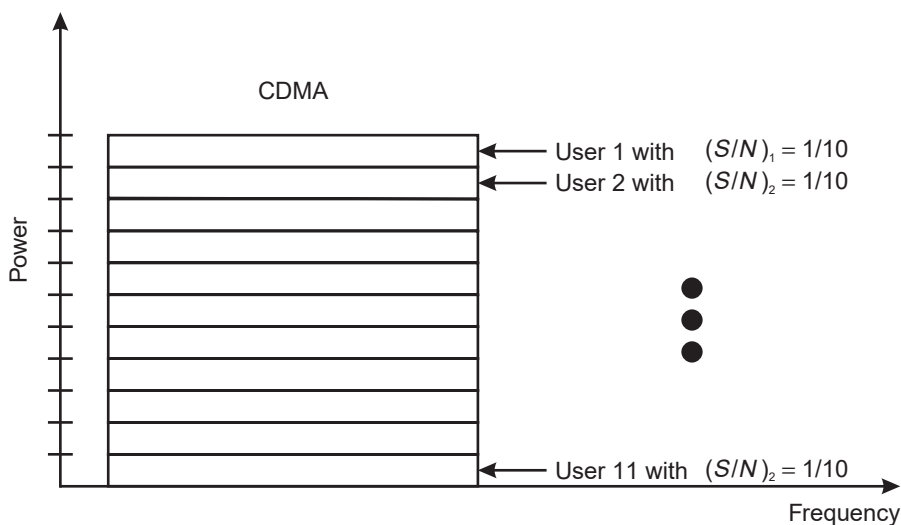 CDMA
User 1 with (S/N)₁ = 1/10
User 2 with (S/N)₂ = 1/10
Power
User 11 with (S/N)₂ = 1/10
Frequency